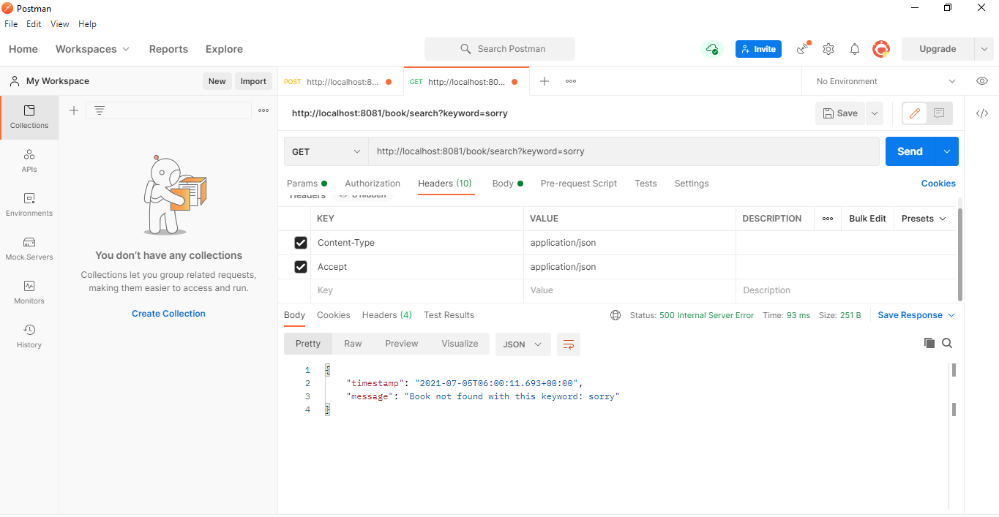 Postman
File Edit View Help
Home Workspaces Reports Explore Search Postman Invite Upgrade
My Workspace New Import
POST http://localhost:8... GET http://localhost:80... No Environment
Collections
APIs
Environments
Mock Servers
Monitors
History
You don't have any collections
Collections let you group related requests,
making them easier to access and run.
Create Collection
http://localhost:8081/book/search?keyword=sorry Save
GET http://localhost:8081/book/search?keyword=sorry Send
Params Authorization Headers (10) Body Pre-request Script Tests Settings Cookies
Headers 8 hidden
KEY VALUE DESCRIPTION Bulk Edit Presets
Content-Type application/json
Accept application/json
Key Value Description
Body Cookies Headers (4) Test Results Status: 500 Internal Server Error Time: 93 ms Size: 251 B Save Response
Pretty Raw Preview Visualize JSON
1 {
2 "timestamp": "2021-07-05T06:00:11.693+00:00",
3 "message": "Book not found with this keyword: sorry"
4 }